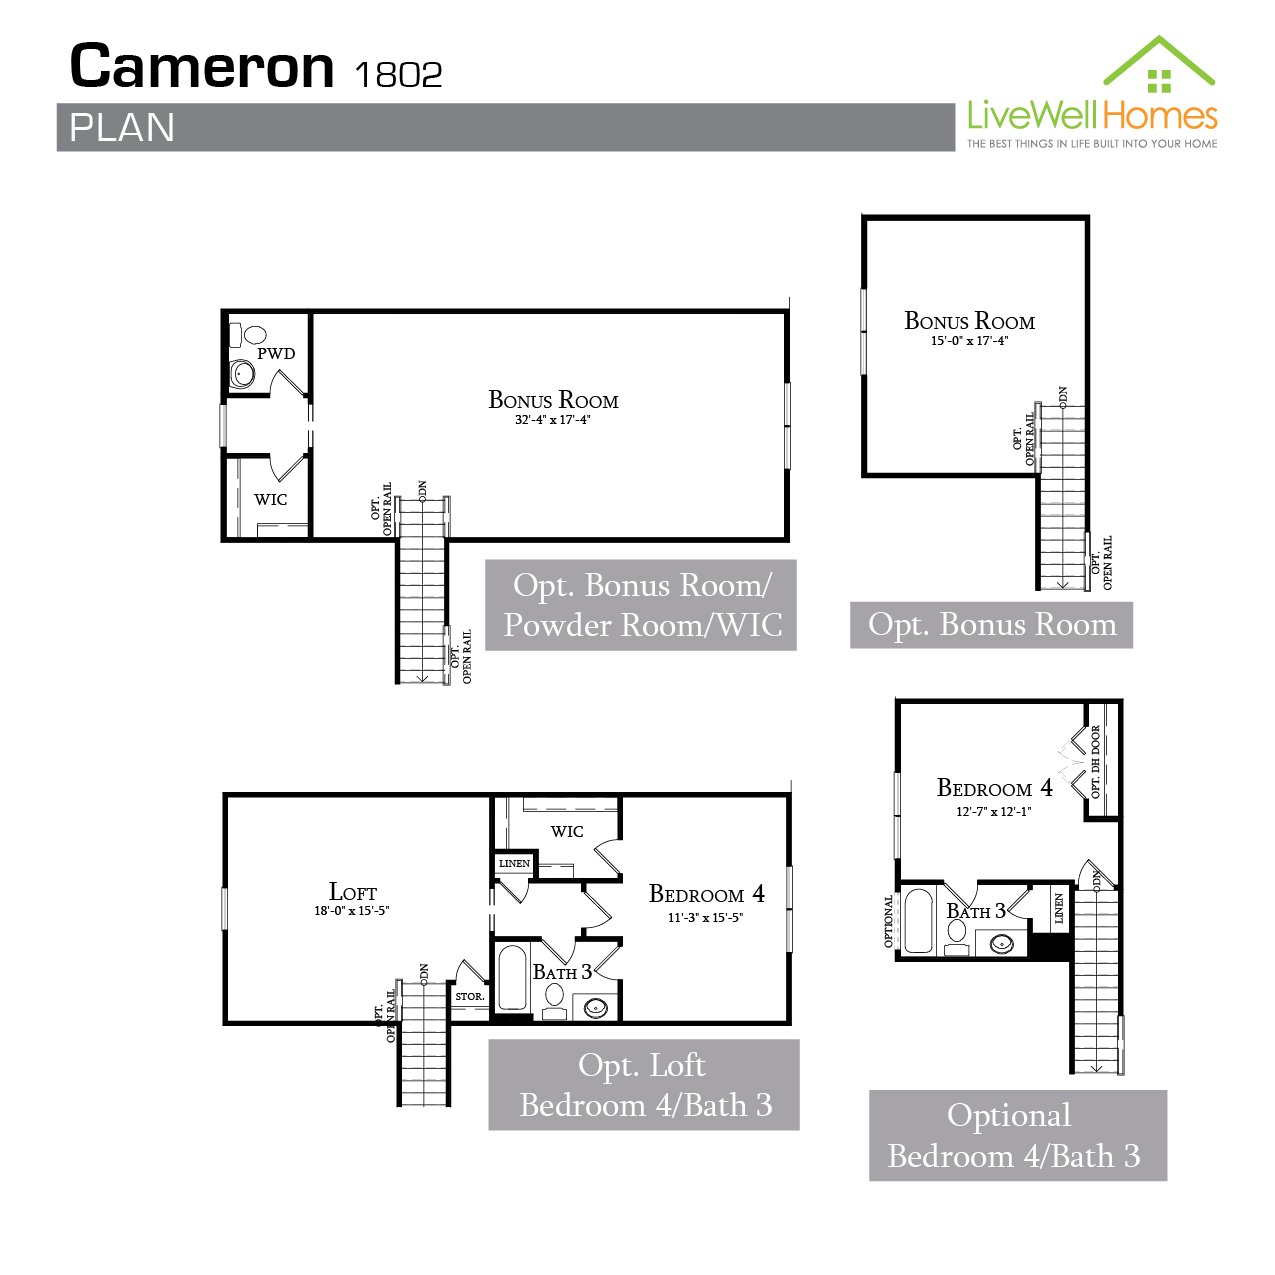 Cameron 1802
PLAN
LiveWell Homes
THE BEST THINGS IN LIFE BUILT INTO YOUR HOME
PWD
WIC
BONUS ROOM
32'-4" x 17'-4"
OPT.
OPEN RAIL
DN
OPT.
OPEN RAIL
Opt. Bonus Room/
Powder Room/WIC
BONUS ROOM
15'-0" x 17'-4"
DN
OPT.
OPEN RAIL
OPT.
OPEN RAIL
Opt. Bonus Room
LOFT
18'-0" x 15'-5"
WIC
LINEN
BEDROOM 4
11'-3" x 15'-5"
BATH 3
STOR.
DN
OPT.
OPEN RAIL
Opt. Loft
Bedroom 4/Bath 3
BEDROOM 4
12'-7" x 12'-1"
OPT. DH DOOR
DN
OPTIONAL
BATH 3
LINEN
Optional
Bedroom 4/Bath 3